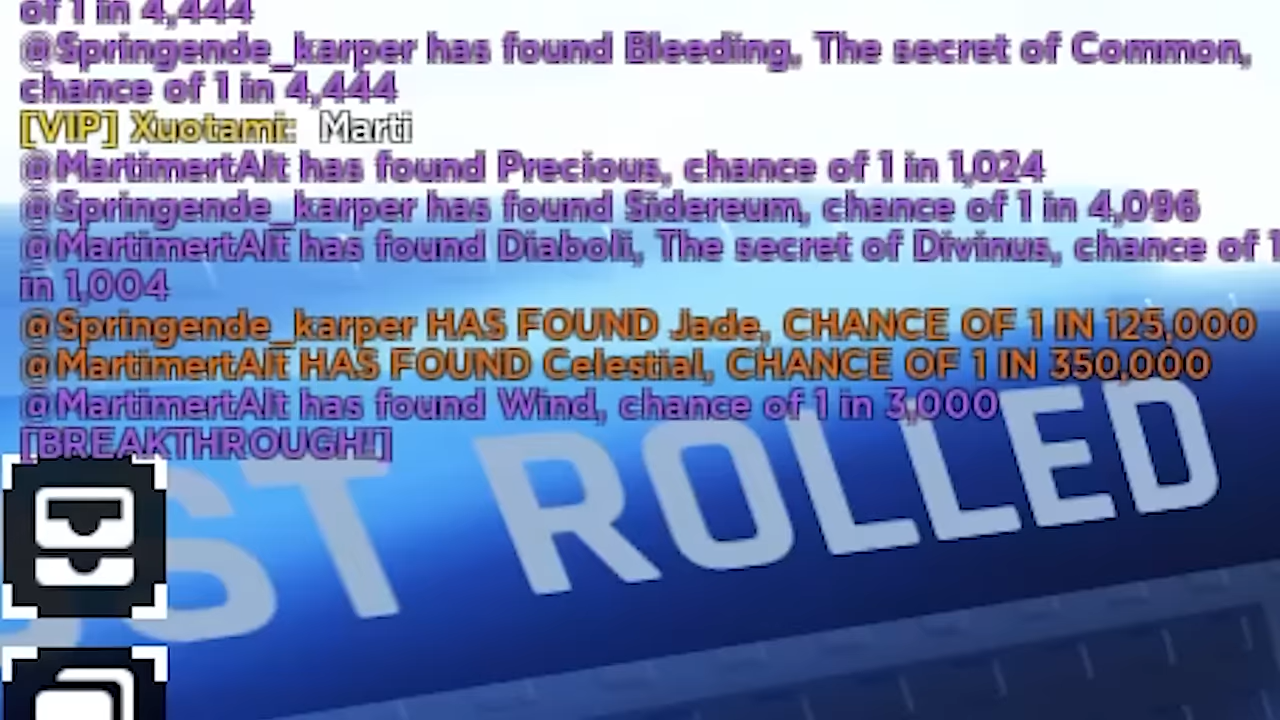 of 1 in 4,444
@Springende_karper has found Bleeding, The secret of Common,
chance of 1 in 4,444
[VIP] Xuotami: Marti
@MartimertAlt has found Precious, chance of 1 in 1,024
@Springende_karper has found Sidereum, chance of 1 in 4,096
@MartimertAlt has found Diaboli, The secret of Divinus, chance of 1
in 1,004
@Springende_karper HAS FOUND Jade, CHANCE OF 1 IN 125,000
@MartimertAlt HAS FOUND Celestial, CHANCE OF 1 IN 350,000
@MartimertAlt has found Wind, chance of 1 in 3,000
[BREAKTHROUGH!]
ST ROLLED